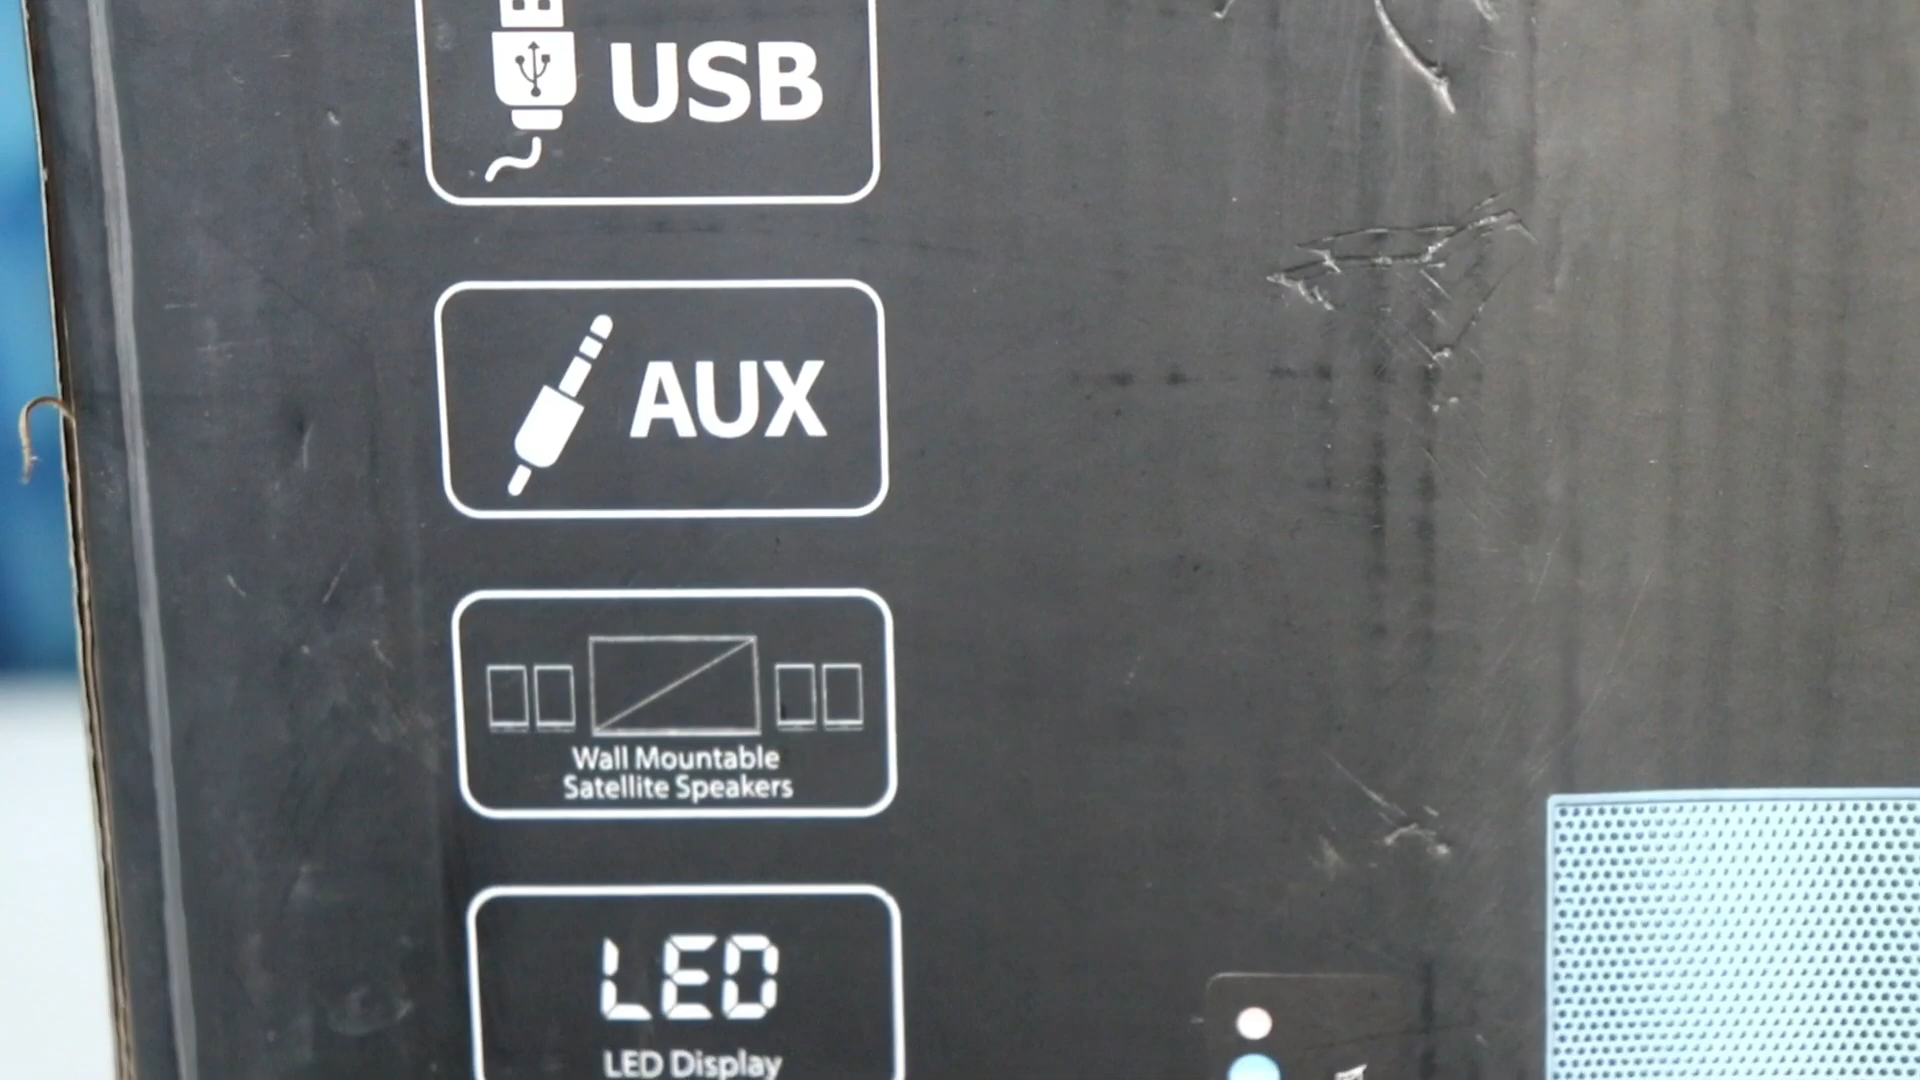 USB
AUX
Wall Mountable
Satellite Speakers
LED
LED Display